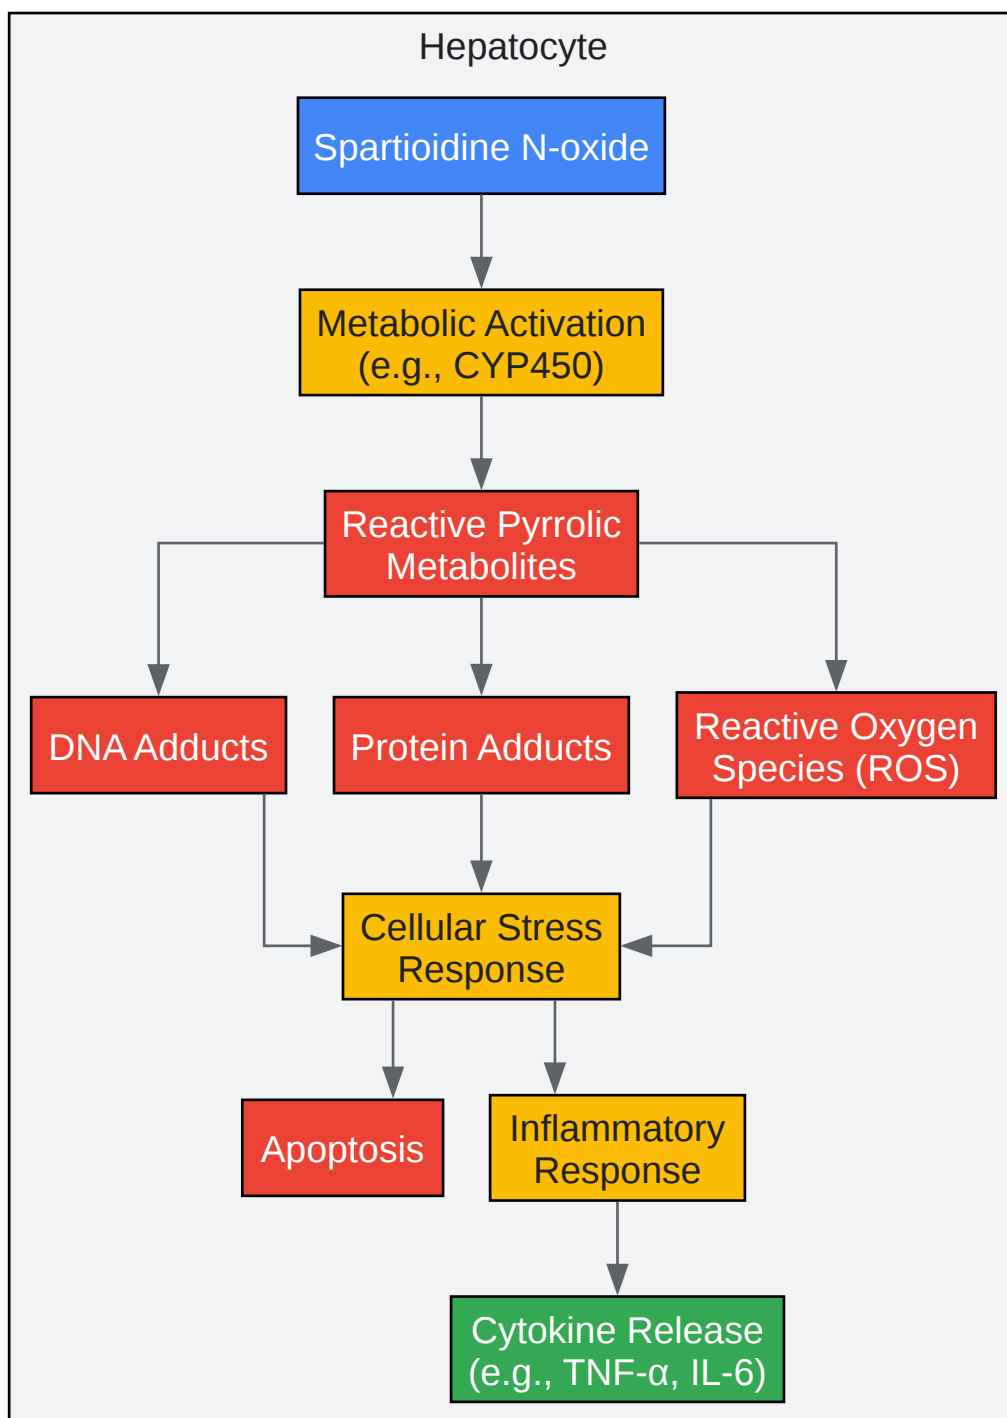 Hepatocyte
Spartioidine N-oxide
Metabolic Activation
(e.g., CYP450)
Reactive Pyrrolic
Metabolites
DNA Adducts
Protein Adducts
Reactive Oxygen
Species (ROS)
Cellular Stress
Response
Apoptosis
Inflammatory
Response
Cytokine Release
(e.g., TNF-α, IL-6)